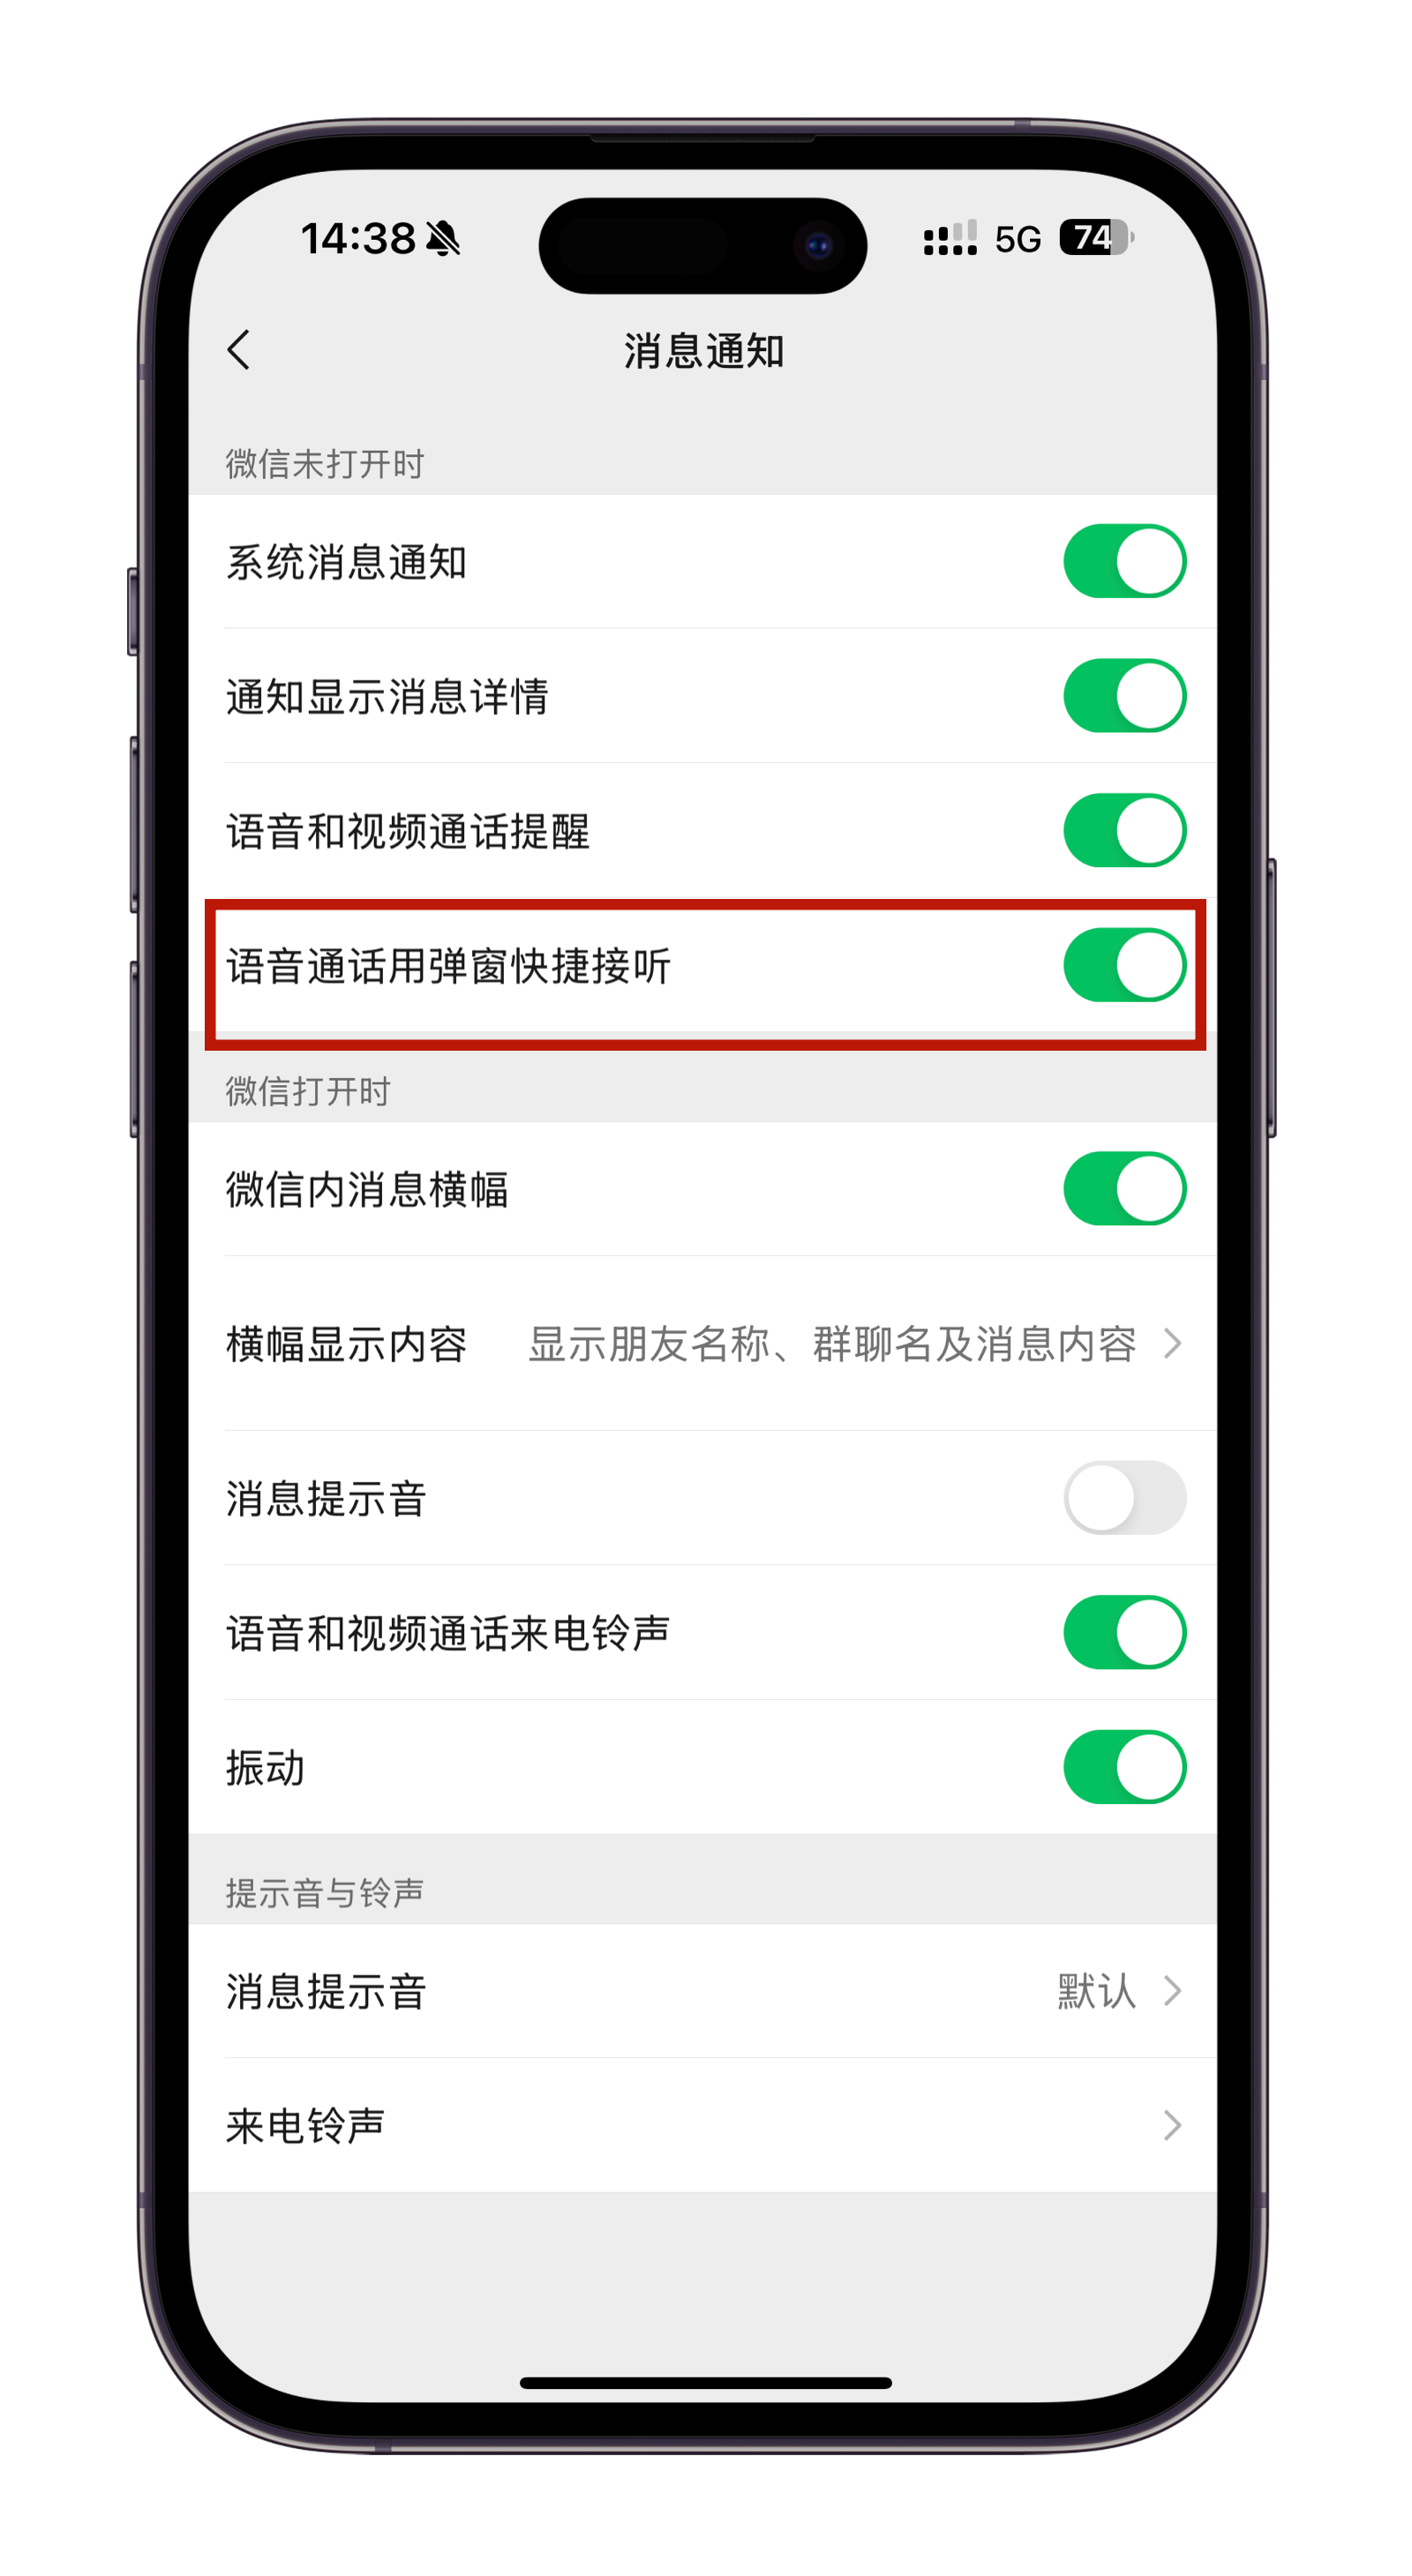 14:38 5G 74
消息通知
微信未打开时
系统消息通知
通知显示消息详情
语音和视频通话提醒
语音通话用弹窗快捷接听
微信打开时
微信内消息横幅
横幅显示内容 显示朋友名称、群聊名及消息内容
消息提示音
语音和视频通话来电铃声
振动
提示音与铃声
消息提示音 默认
来电铃声